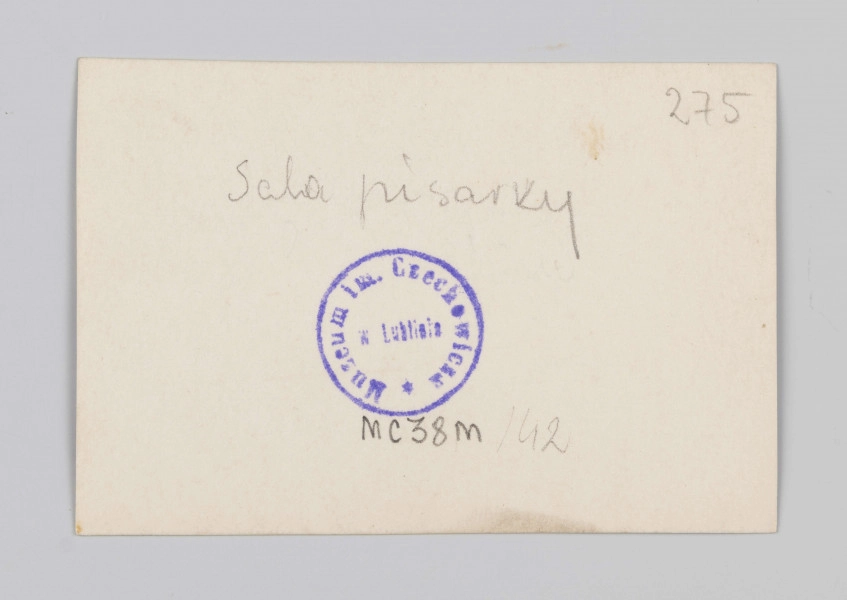 275
Sala pisarky
Muzeum im. Czechowicza
w Lublinie
MC38M /42